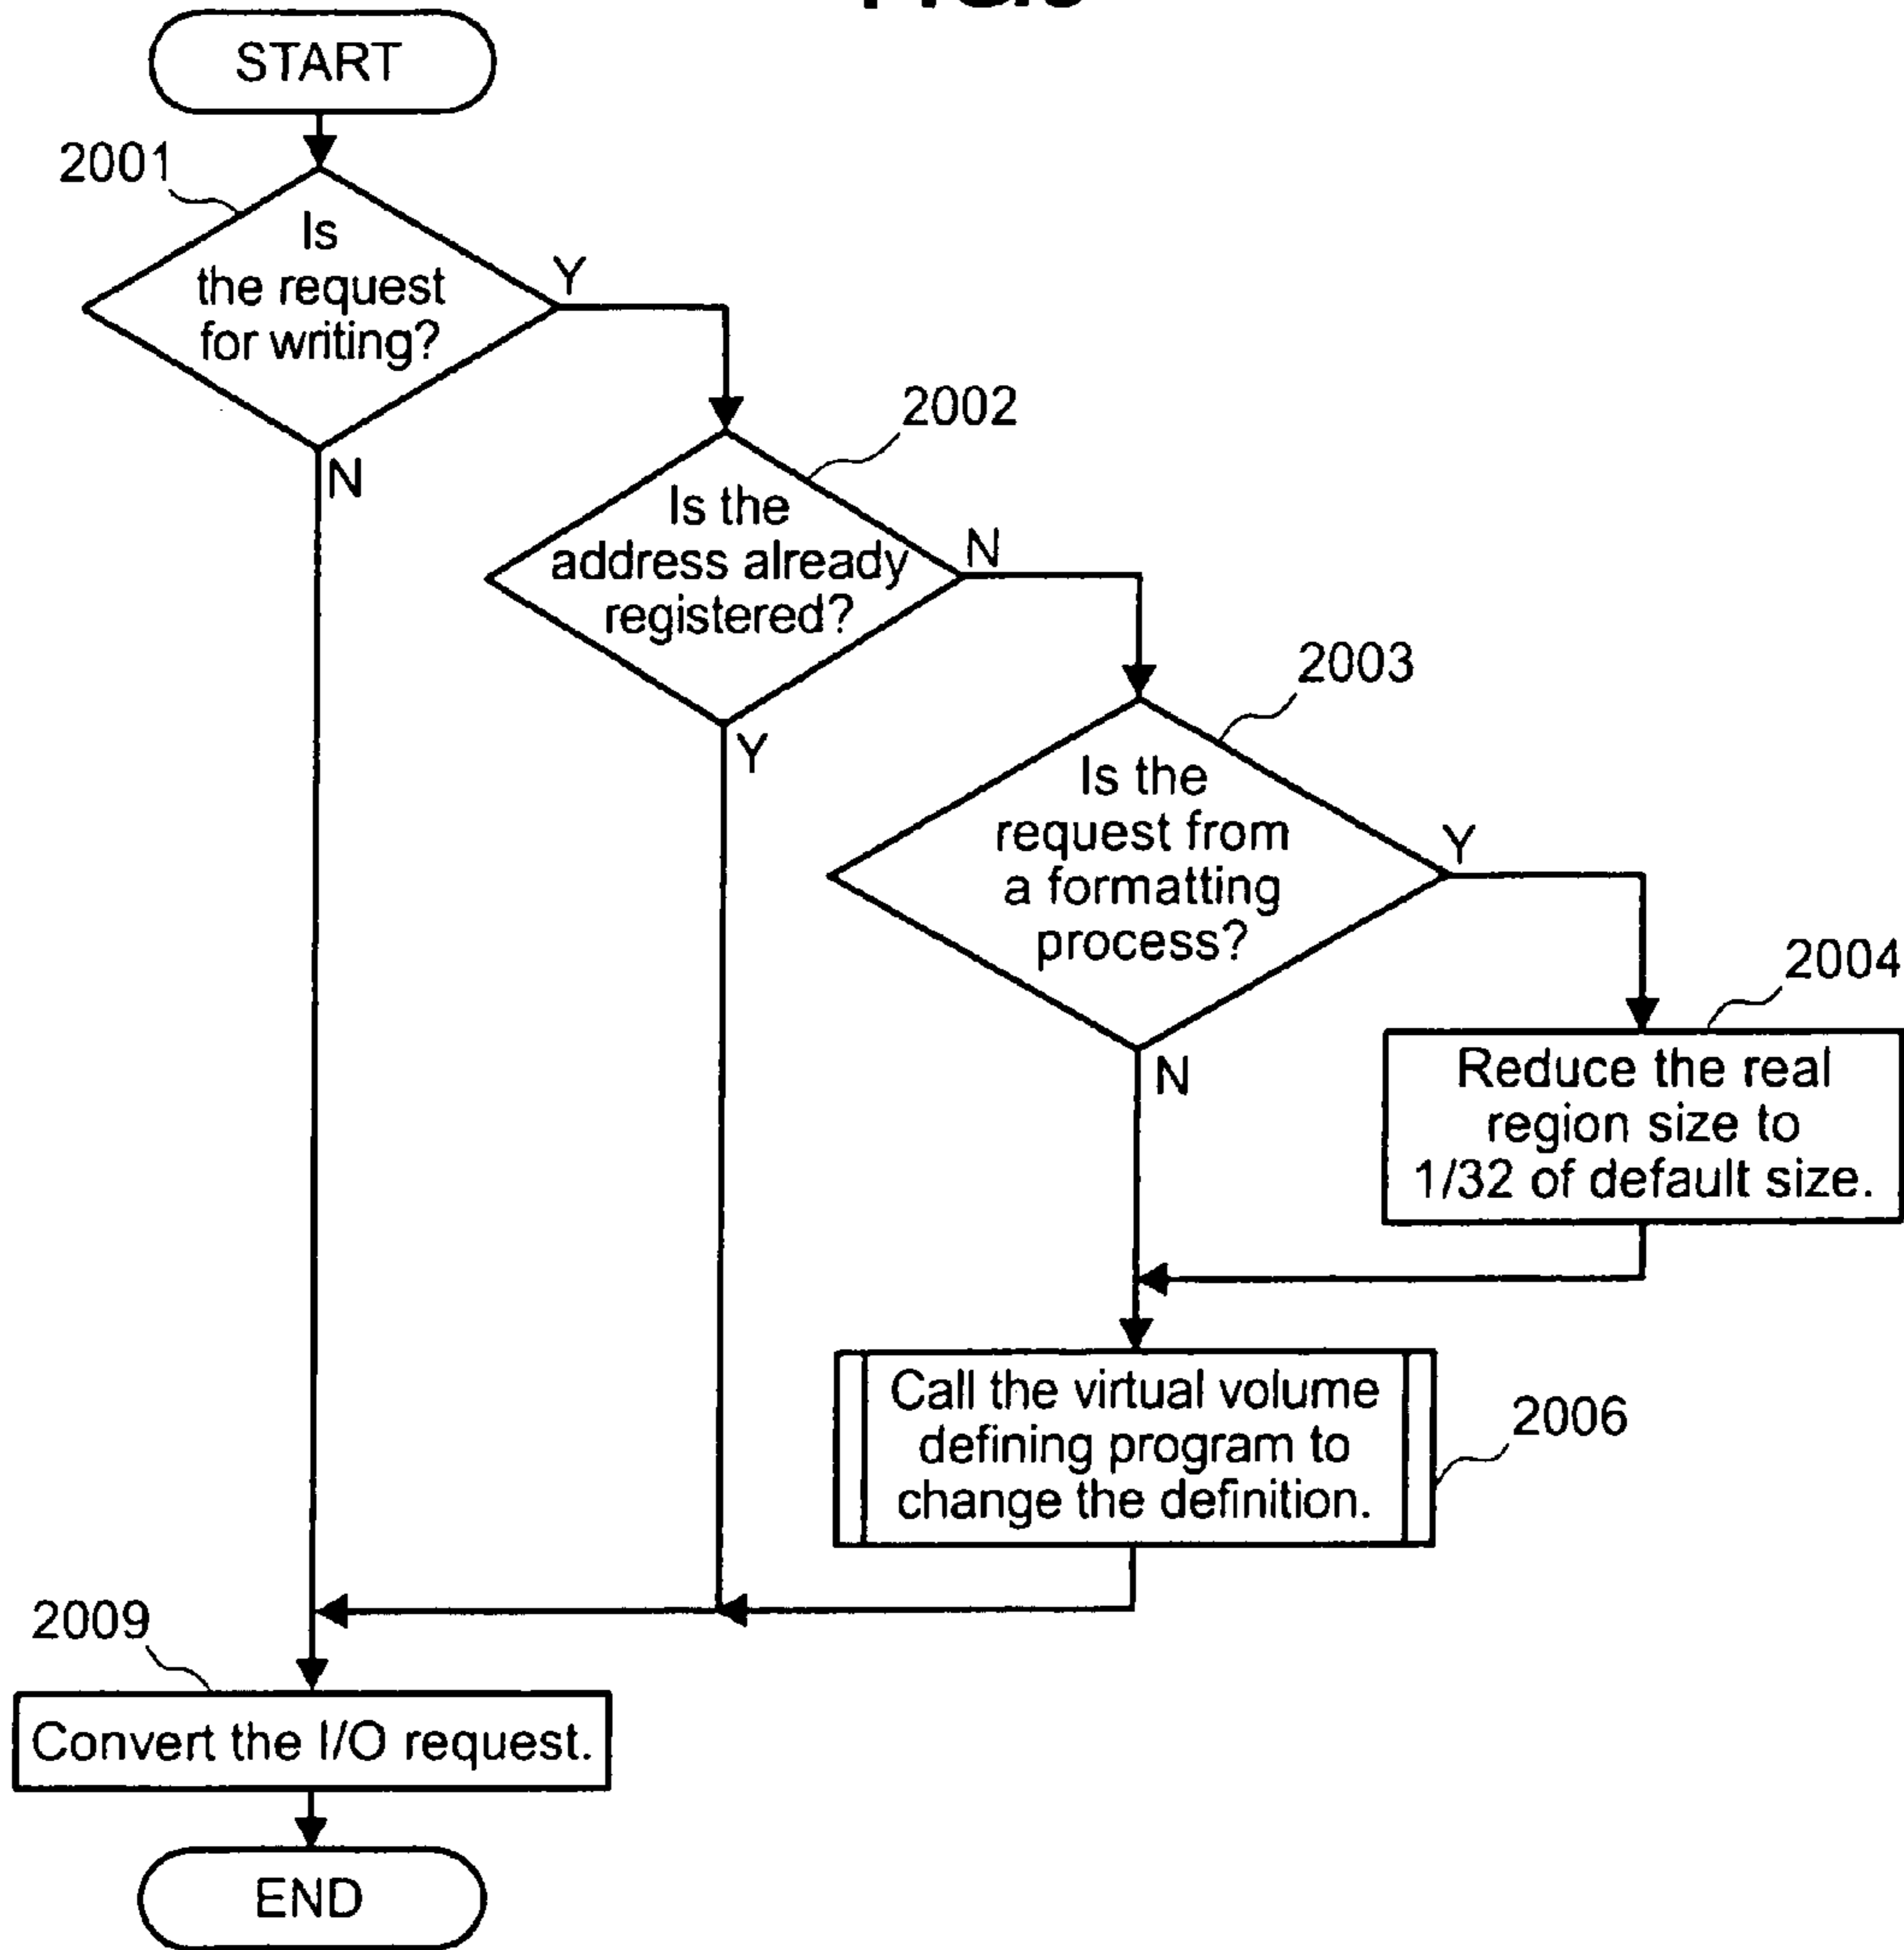 START
2001
Is
the request
for writing?
Y
N
2002
Is the
address already
registered?
N
Y
2003
Is the
request from
a formatting
process?
Y
N
2004
Reduce the real
region size to
1/32 of default size.
Call the virtual volume
defining program to
change the definition.
2006
2009
Convert the I/O request.
END